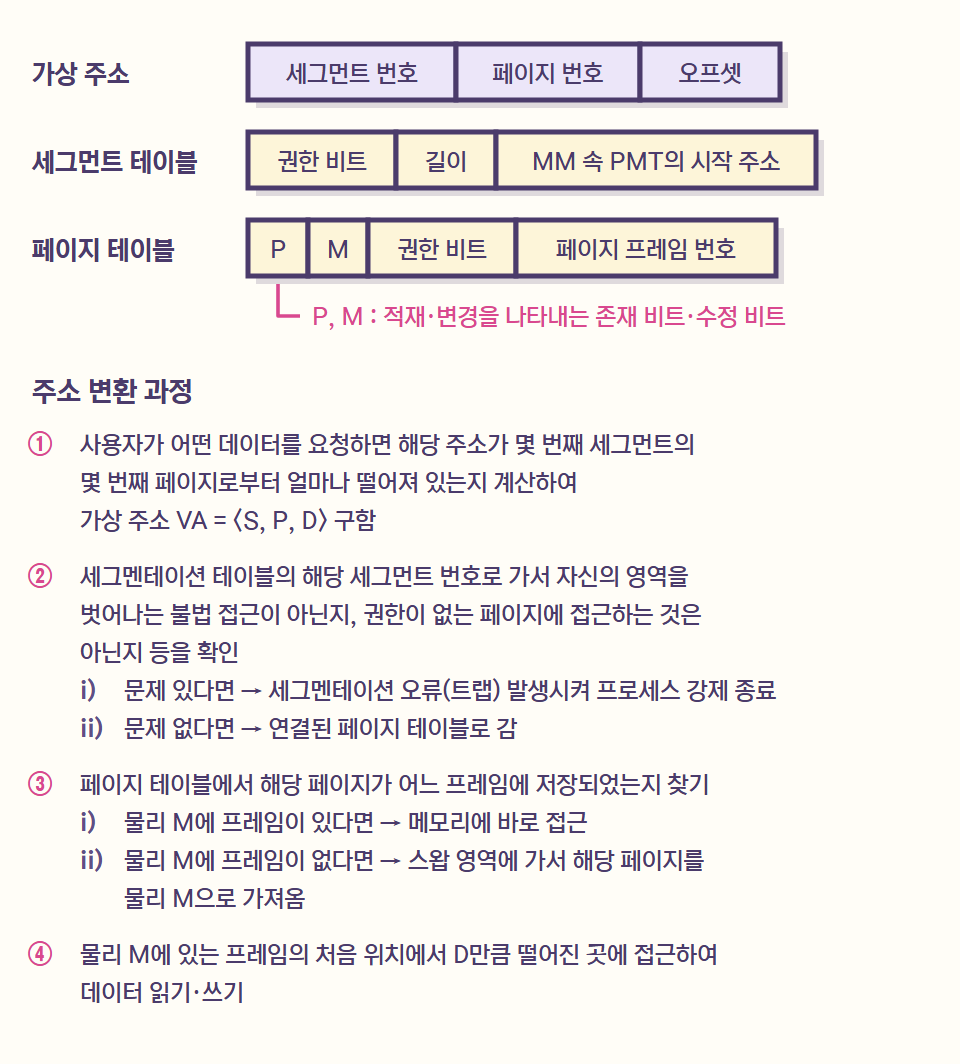 가상 주소 세그먼트 번호 페이지 번호 오프셋
세그먼트 테이블 권한 비트 길이 MM 속 PMT의 시작 주소
페이지 테이블 P M 권한 비트 페이지 프레임 번호
P, M : 적재·변경을 나타내는 존재 비트·수정 비트
주소 변환 과정
① 사용자가 어떤 데이터를 요청하면 해당 주소가 몇 번째 세그먼트의
몇 번째 페이지로부터 얼마나 떨어져 있는지 계산하여
가상 주소 VA = ⟨S, P, D⟩ 구함
② 세그멘테이션 테이블의 해당 세그먼트 번호로 가서 자신의 영역을
벗어나는 불법 접근이 아닌지, 권한이 없는 페이지에 접근하는 것은
아닌지 등을 확인
i) 문제 있다면 → 세그멘테이션 오류(트랩) 발생시켜 프로세스 강제 종료
ii) 문제 없다면 → 연결된 페이지 테이블로 감
③ 페이지 테이블에서 해당 페이지가 어느 프레임에 저장되었는지 찾기
i) 물리 M에 프레임이 있다면 → 메모리에 바로 접근
ii) 물리 M에 프레임이 없다면 → 스왑 영역에 가서 해당 페이지를
물리 M으로 가져옴
④ 물리 M에 있는 프레임의 처음 위치에서 D만큼 떨어진 곳에 접근하여
데이터 읽기·쓰기